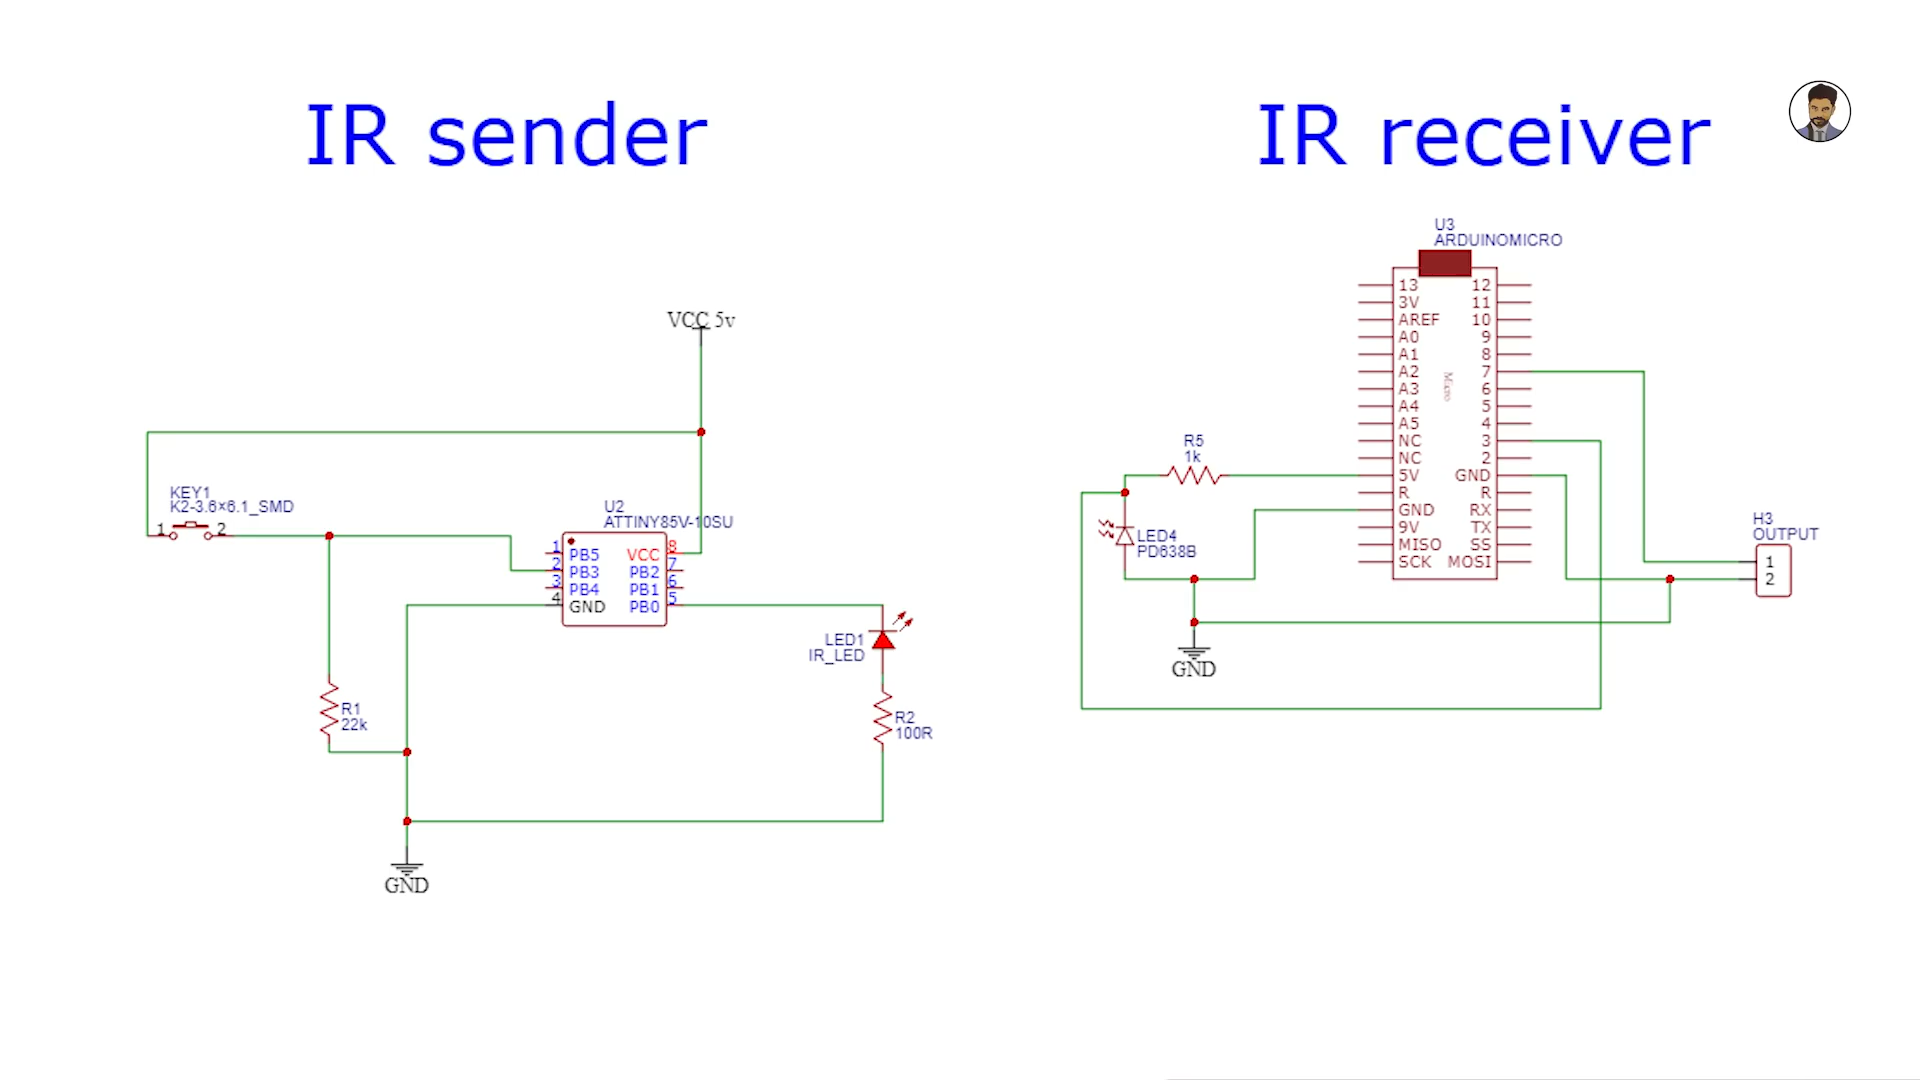 IR sender
IR receiver
VCC 5v
KEY1
K2-3.6×6.1_SMD
1
2
U2
ATTINY85V-10SU
1 PB5
2 PB3
3 PB4
4 GND
VCC 8
PB2 7
PB1 6
PB0 5
LED1
IR_LED
R1
22k
R2
100R
GND
U3
ARDUINOMICRO
13 12
3V 11
AREF 10
A0 9
A1 8
A2 7
A3 6
A4 5
A5 4
NC 3
NC 2
5V GND
R R
GND RX
9V TX
MISO SS
SCK MOSI
Micro
R5
1k
LED4
PD638B
GND
H3
OUTPUT
1
2